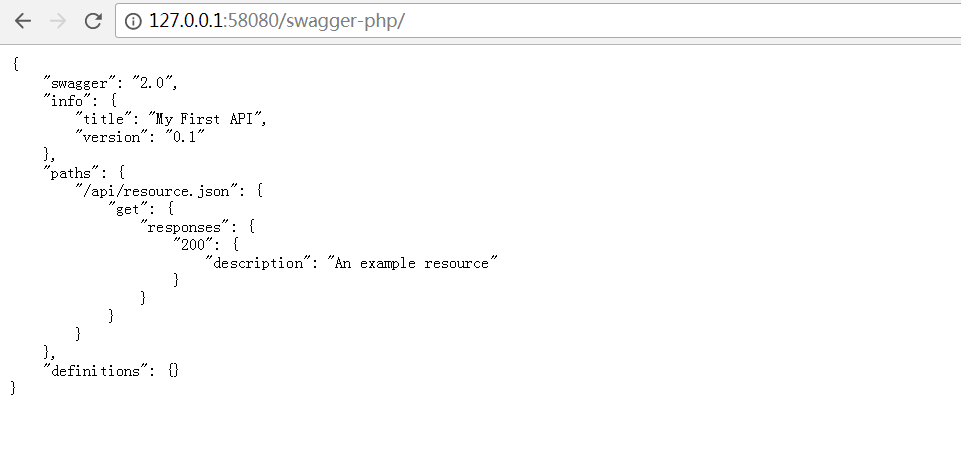 127.0.0.1:58080/swagger-php/
{
    "swagger": "2.0",
    "info": {
        "title": "My First API",
        "version": "0.1"
    },
    "paths": {
        "/api/resource.json": {
            "get": {
                "responses": {
                    "200": {
                        "description": "An example resource"
                    }
                }
            }
        }
    },
    "definitions": {}
}